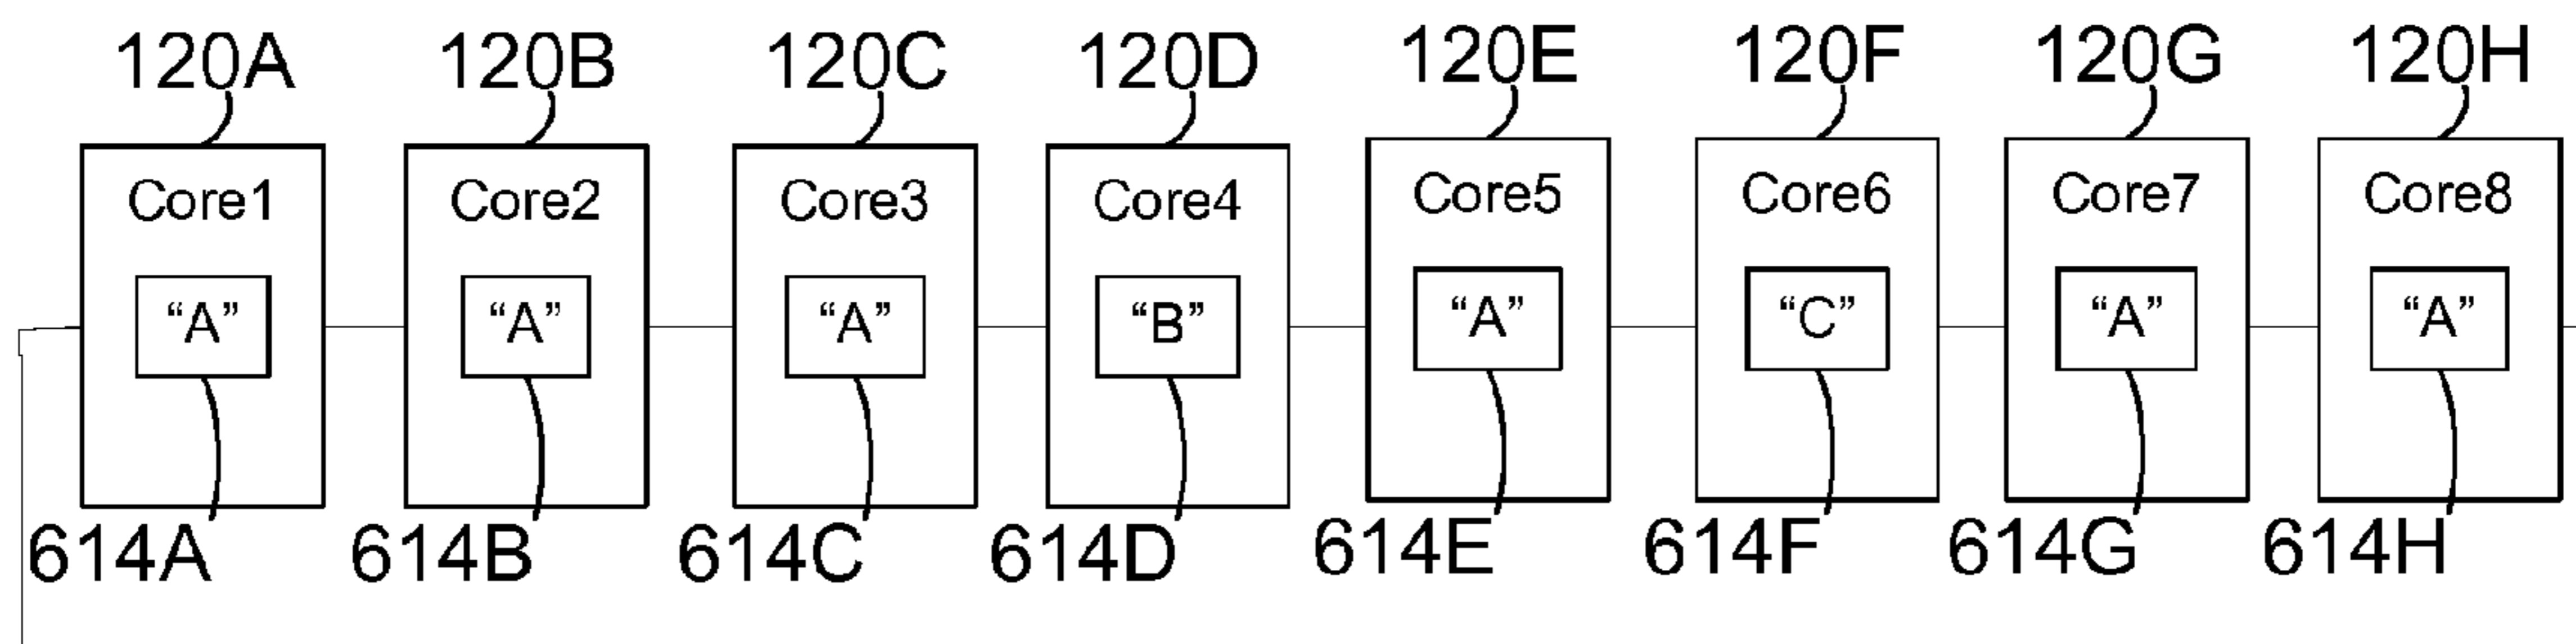 120A 120B 120C 120D 120E 120F 120G 120H
Core1 Core2 Core3 Core4 Core5 Core6 Core7 Core8
“A” “A” “A” “B” “A” “C” “A” “A”
614A 614B 614C 614D 614E 614F 614G 614H